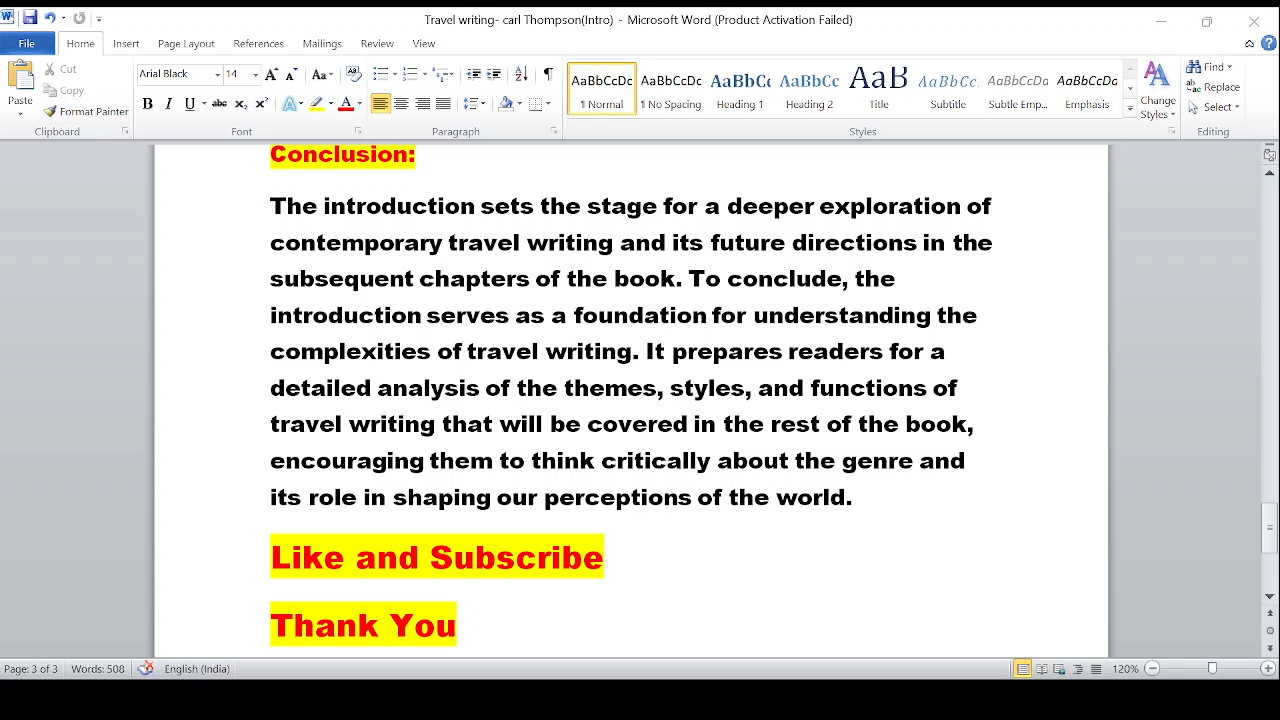 Travel writing- carl Thompson(Intro) - Microsoft Word (Product Activation Failed)
File Home Insert Page Layout References Mailings Review View
Paste Cut Copy Format Painter
Arial Black 14
AaBbCcDc AaBbCcDc AaBbCc AaBbCc AaB AaBbCc. AaBbCcDc AaBbCcDc
¶ Normal ¶ No Spacing Heading 1 Heading 2 Title Subtitle Subtle Em... Emphasis
Change Styles
Find Replace Select
Clipboard Font Paragraph Styles Editing
Conclusion:
The introduction sets the stage for a deeper exploration of
contemporary travel writing and its future directions in the
subsequent chapters of the book. To conclude, the
introduction serves as a foundation for understanding the
complexities of travel writing. It prepares readers for a
detailed analysis of the themes, styles, and functions of
travel writing that will be covered in the rest of the book,
encouraging them to think critically about the genre and
its role in shaping our perceptions of the world.
Like and Subscribe
Thank You
Page: 3 of 3 Words: 508 English (India) 120%